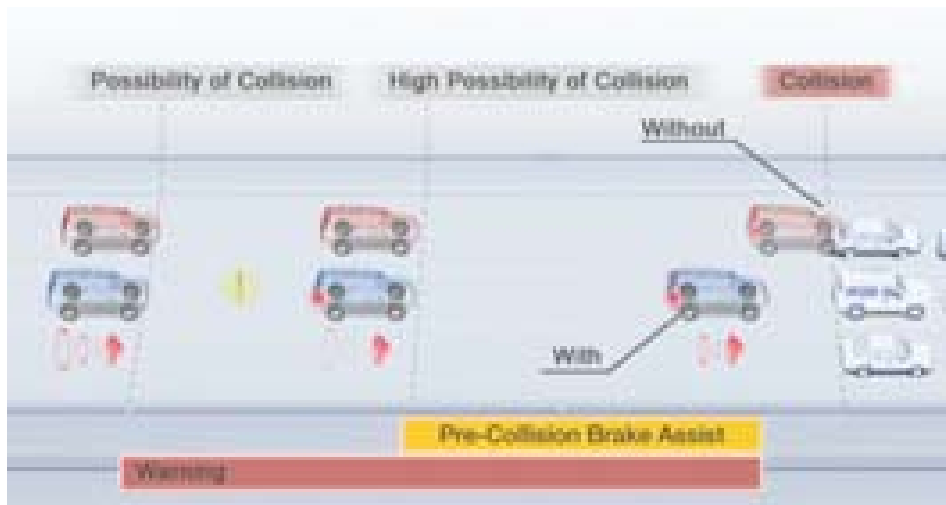 Possibility of Collision
High Possibility of Collision
Collision
Without
With
Pre-Collision Brake Assist
Warning